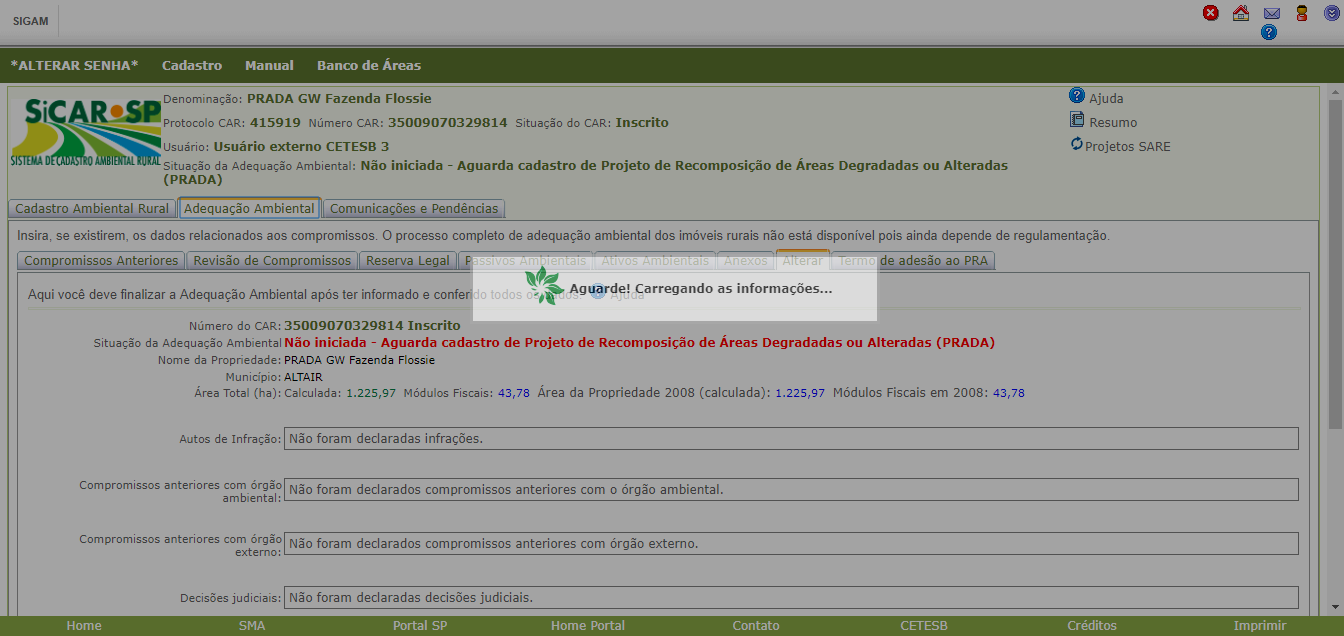 SIGAM
*ALTERAR SENHA* Cadastro Manual Banco de Áreas
SiCAR.SP
SISTEMA DE CADASTRO AMBIENTAL RURAL
Denominação: PRADA GW Fazenda Flossie
Protocolo CAR: 415919 Número CAR: 35009070329814 Situação do CAR: Inscrito
Usuário: Usuário externo CETESB 3
Situação da Adequação Ambiental: Não iniciada - Aguarda cadastro de Projeto de Recomposição de Áreas Degradadas ou Alteradas
(PRADA)
Ajuda
Resumo
Projetos SARE
Cadastro Ambiental Rural Adequação Ambiental Comunicações e Pendências
Insira, se existirem, os dados relacionados aos compromissos. O processo completo de adequação ambiental dos imóveis rurais não está disponível pois ainda depende de regulamentação.
Compromissos Anteriores Revisão de Compromissos Reserva Legal Passivos Ambientais Ativos Ambientais Anexos Alterar Termo de adesão ao PRA
Aqui você deve finalizar a Adequação Ambiental após ter informado e conferido todos os dados. Ajuda
Aguarde! Carregando as informações...
Número do CAR: 35009070329814 Inscrito
Situação da Adequação Ambiental Não iniciada - Aguarda cadastro de Projeto de Recomposição de Áreas Degradadas ou Alteradas (PRADA)
Nome da Propriedade: PRADA GW Fazenda Flossie
Município: ALTAIR
Área Total (ha): Calculada: 1.225,97 Módulos Fiscais: 43,78 Área da Propriedade 2008 (calculada): 1.225,97 Módulos Fiscais em 2008: 43,78
Autos de Infração: Não foram declaradas infrações.
Compromissos anteriores com órgão
ambiental: Não foram declarados compromissos anteriores com o órgão ambiental.
Compromissos anteriores com órgão
externo: Não foram declarados compromissos anteriores com órgão externo.
Decisões judiciais: Não foram declaradas decisões judiciais.
Home SMA Portal SP Home Portal Contato CETESB Créditos Imprimir